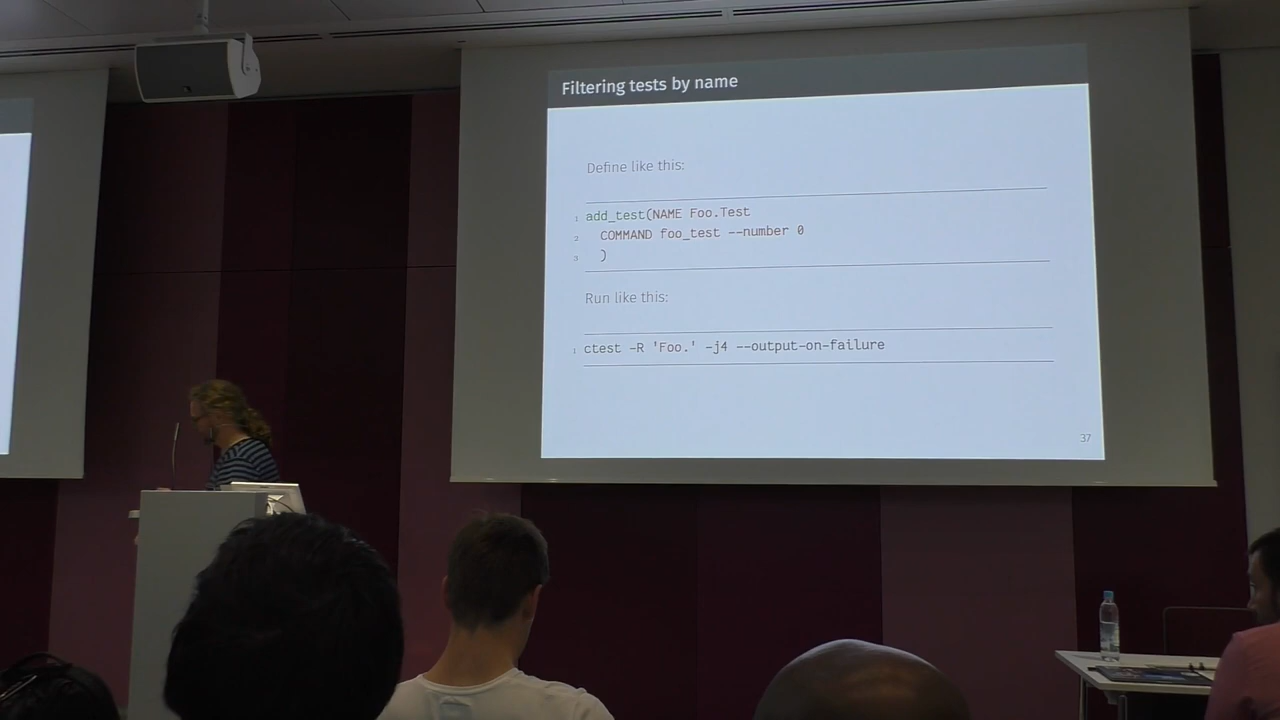 Filtering tests by name
Define like this:
1 add_test(NAME Foo.Test
2 COMMAND foo_test --number 0
3 )
Run like this:
1 ctest -R 'Foo.' -j4 --output-on-failure
37